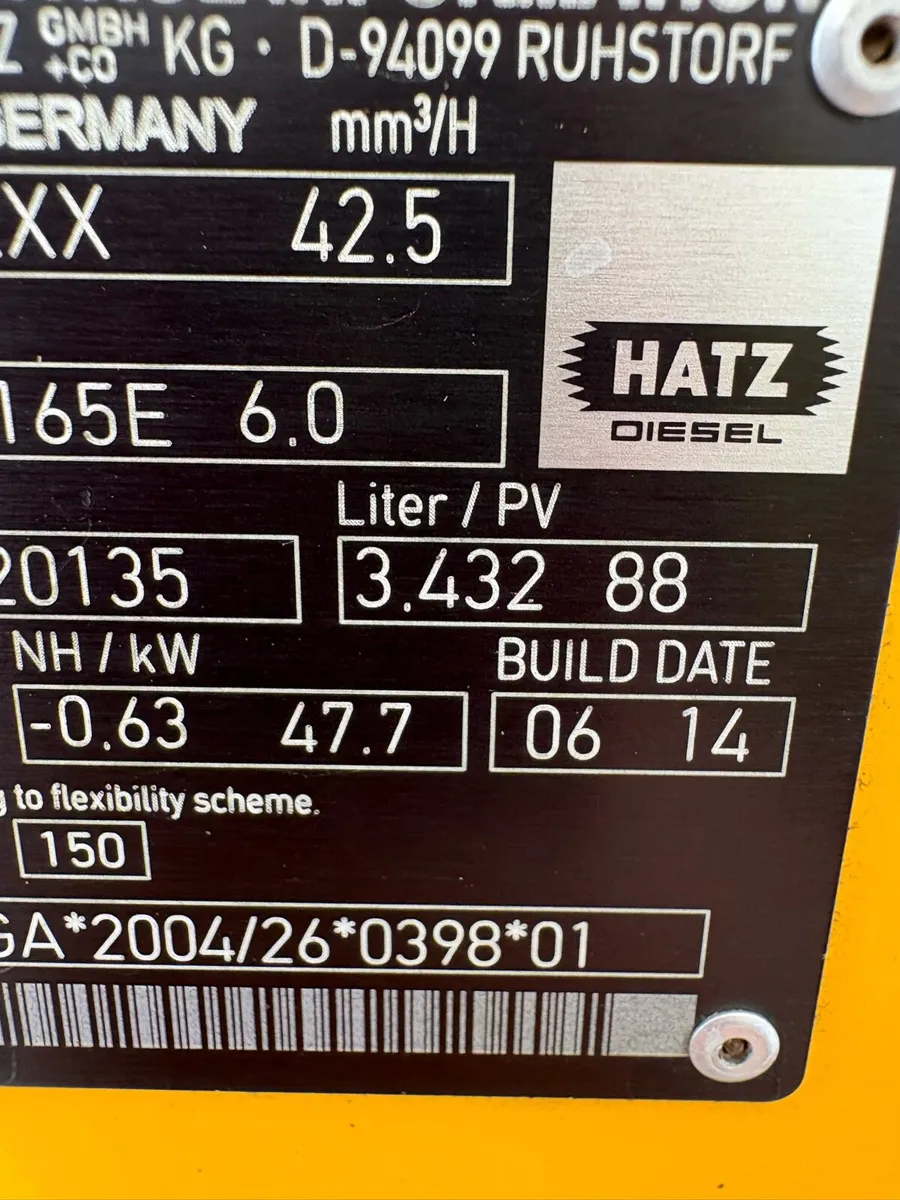 Z GMBH +CO KG · D-94099 RUHSTORF
GERMANY mm³/H
XX 42.5
HATZ
DIESEL
165E 6.0
Liter / PV
20135 3.432 88
NH / kW BUILD DATE
-0.63 47.7 06 14
to flexibility scheme.
150
GA*2004/26*0398*01